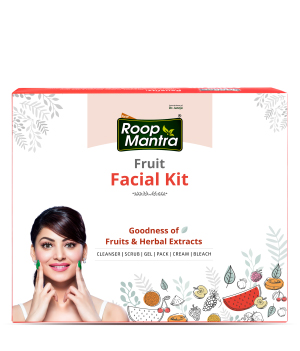 Roop
Mantra
®
Fruit
Facial Kit
Goodness of
Fruits & Herbal Extracts
CLEANSER | SCRUB | GEL | PACK | CREAM | BLEACH